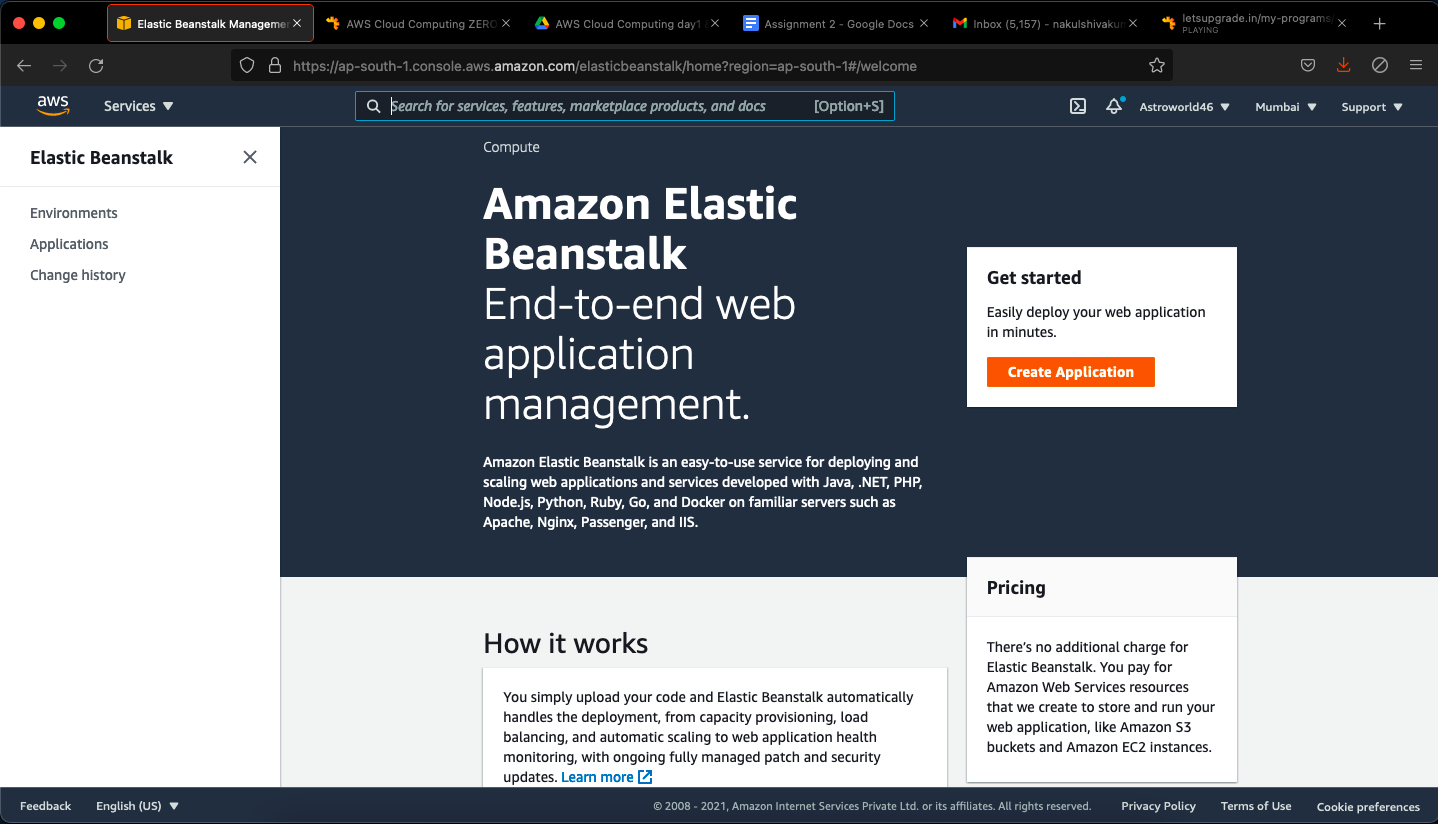 Elastic Beanstalk Manageme
AWS Cloud Computing ZERO
AWS Cloud Computing day1
Assignment 2 - Google Docs
Inbox (5,157) - nakulshivakum
letsupgrade.in/my-programs/
PLAYING
https://ap-south-1.console.aws.amazon.com/elasticbeanstalk/home?region=ap-south-1#/welcome
aws
Services
Search for services, features, marketplace products, and docs
[Option+S]
Astroworld46
Mumbai
Support
Elastic Beanstalk
Environments
Applications
Change history
Compute
Amazon Elastic
Beanstalk
End-to-end web
application
management.
Amazon Elastic Beanstalk is an easy-to-use service for deploying and
scaling web applications and services developed with Java, .NET, PHP,
Node.js, Python, Ruby, Go, and Docker on familiar servers such as
Apache, Nginx, Passenger, and IIS.
Get started
Easily deploy your web application
in minutes.
Create Application
How it works
You simply upload your code and Elastic Beanstalk automatically
handles the deployment, from capacity provisioning, load
balancing, and automatic scaling to web application health
monitoring, with ongoing fully managed patch and security
updates. Learn more
Pricing
There's no additional charge for
Elastic Beanstalk. You pay for
Amazon Web Services resources
that we create to store and run your
web application, like Amazon S3
buckets and Amazon EC2 instances.
Feedback
English (US)
© 2008 - 2021, Amazon Internet Services Private Ltd. or its affiliates. All rights reserved.
Privacy Policy
Terms of Use
Cookie preferences